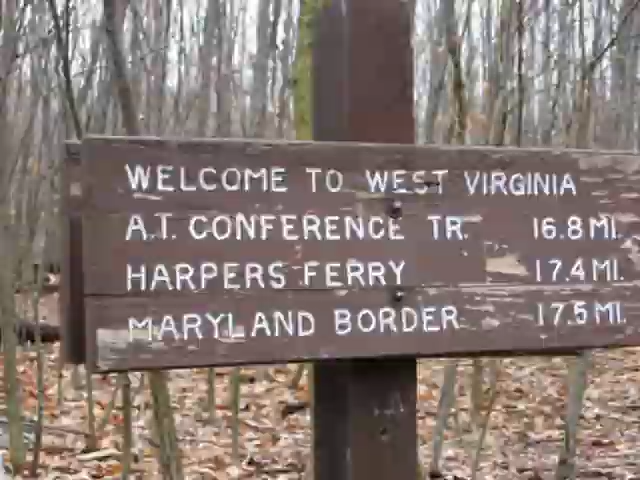 WELCOME TO WEST VIRGINIA
A.T. CONFERENCE TR. 16.8 MI.
HARPERS FERRY 17.4 MI.
MARYLAND BORDER 17.5 MI.